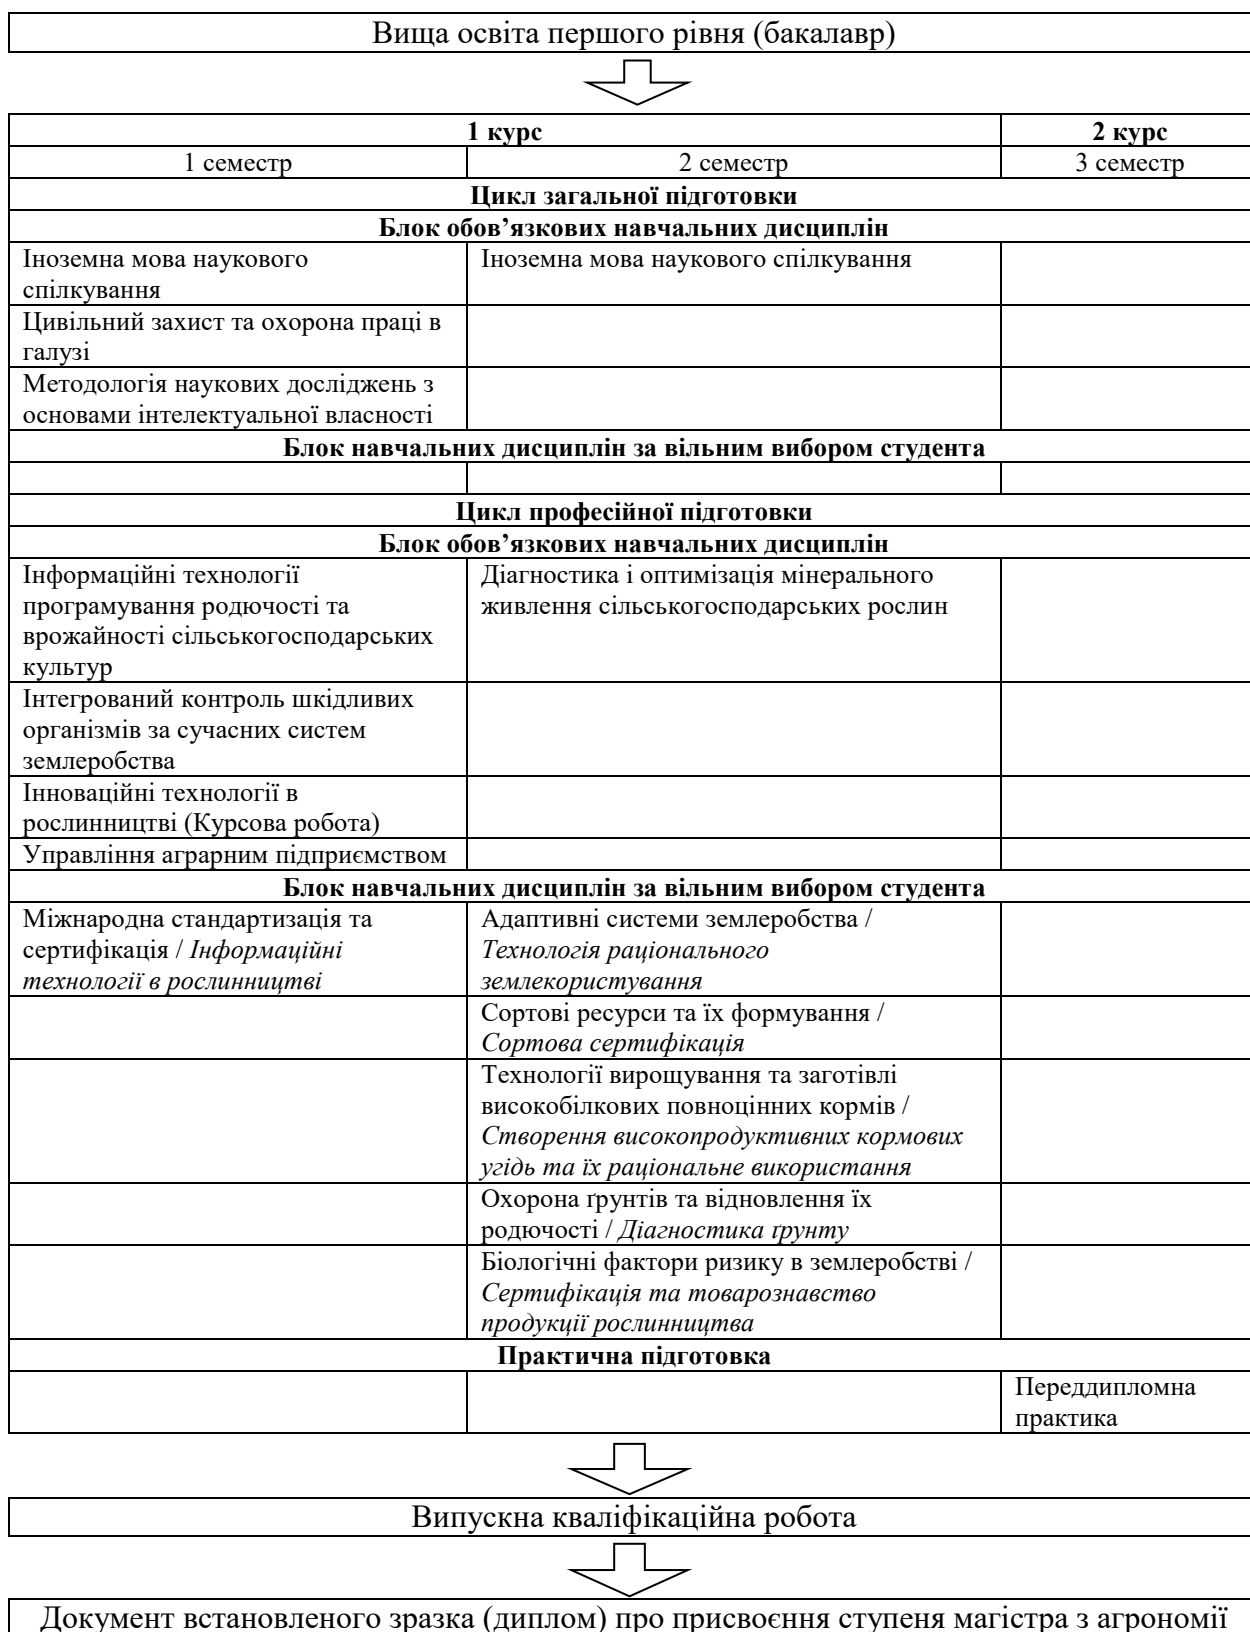 Вища освіта першого рівня (бакалавр)
1 курс 2 курс
1 семестр 2 семестр 3 семестр
Цикл загальної підготовки
Блок обов’язкових навчальних дисциплін
Іноземна мова наукового
спілкування
Іноземна мова наукового спілкування
Цивільний захист та охорона праці в
галузі
Методологія наукових досліджень з
основами інтелектуальної власності
Блок навчальних дисциплін за вільним вибором студента
Цикл професійної підготовки
Блок обов’язкових навчальних дисциплін
Інформаційні технології
програмування родючості та
врожайності сільськогосподарських
культур
Діагностика і оптимізація мінерального
живлення сільськогосподарських рослин
Інтегрований контроль шкідливих
організмів за сучасних систем
землеробства
Інноваційні технології в
рослинництві (Курсова робота)
Управління аграрним підприємством
Блок навчальних дисциплін за вільним вибором студента
Міжнародна стандартизація та
сертифікація / Інформаційні
технології в рослинництві
Адаптивні системи землеробства /
Технологія раціонального
землекористування
Сортові ресурси та їх формування /
Сортова сертифікація
Технології вирощування та заготівлі
високобілкових повноцінних кормів /
Створення високопродуктивних кормових
угідь та їх раціональне використання
Охорона ґрунтів та відновлення їх
родючості / Діагностика ґрунту
Біологічні фактори ризику в землеробстві /
Сертифікація та товарознавство
продукції рослинництва
Практична підготовка
Переддипломна
практика
Випускна кваліфікаційна робота
Документ встановленого зразка (диплом) про присвоєння ступеня магістра з агрономії